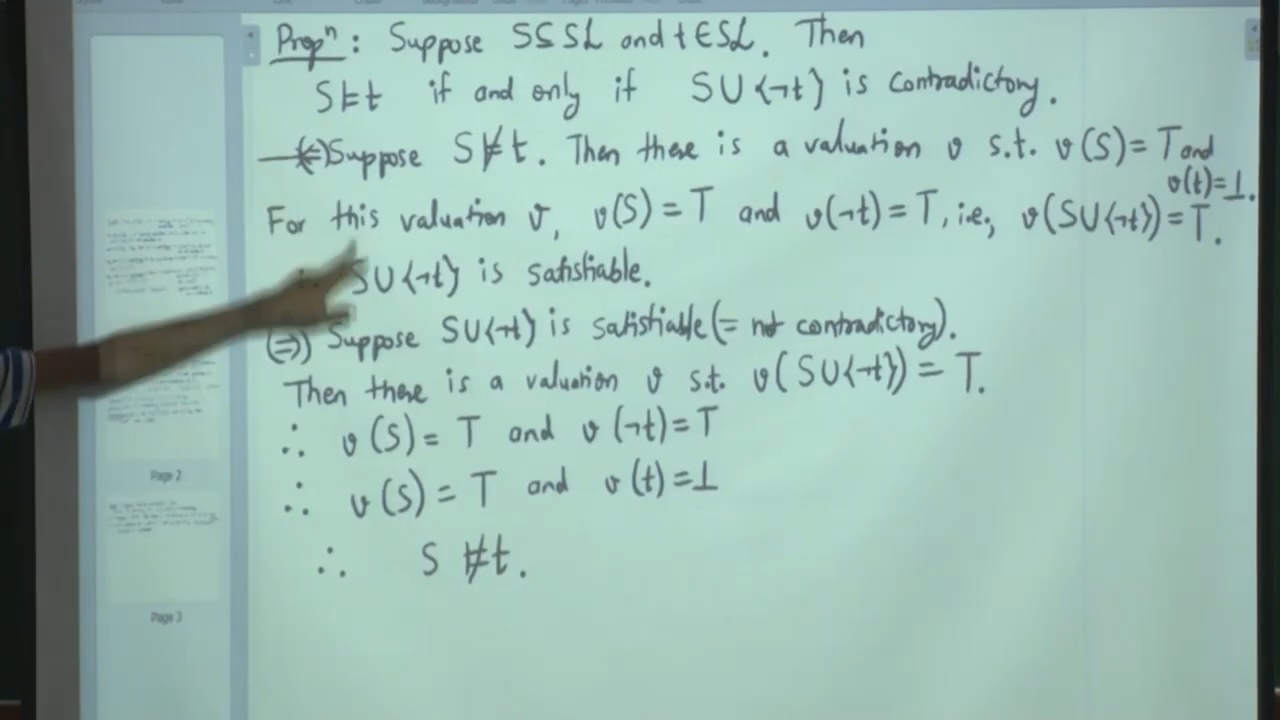 Propⁿ : Suppose S⊆SL and t∈SL. Then
S⊨t if and only if S∪{¬t} is contradictory.
(⇐) Suppose S⊭t. Then there is a valuation v s.t. v(S)=T and
v(t)=⊥.
For this valuation v, v(S)=T and v(¬t)=T, i.e., v(S∪{¬t})=T.
S∪{¬t} is satisfiable.
(⇒) Suppose S∪{¬t} is satisfiable (= not contradictory).
Then there is a valuation v s.t. v(S∪{¬t})=T.
∴ v(S)=T and v(¬t)=T
∴ v(S)=T and v(t)=⊥
∴ S⊭t.
Page 2
Page 3